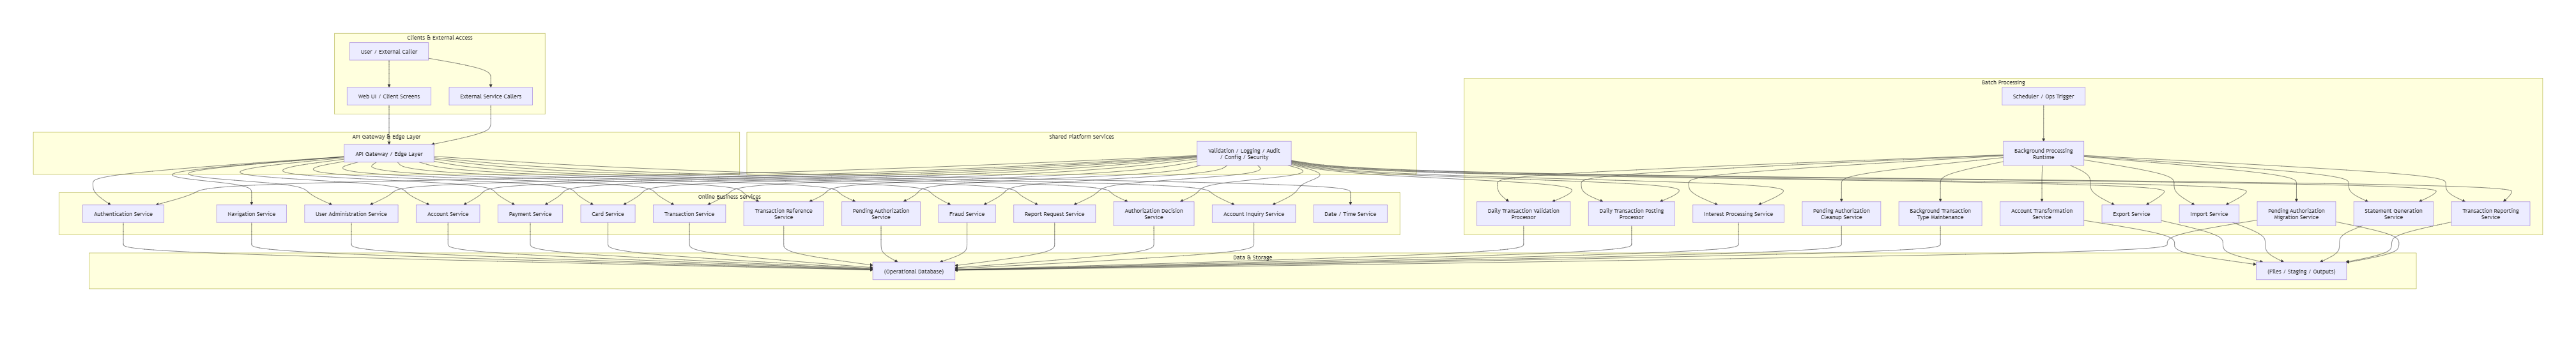 Clients & External Access
User / External Caller
Web UI / Client Screens
External Service Callers
API Gateway & Edge Layer
API Gateway / Edge Layer
Shared Platform Services
Validation / Logging / Audit
/ Config / Security
Batch Processing
Scheduler / Ops Trigger
Background Processing
Runtime
Online Business Services
Authentication Service
Navigation Service
User Administration Service
Account Service
Payment Service
Card Service
Transaction Service
Transaction Reference
Service
Pending Authorization
Service
Fraud Service
Report Request Service
Authorization Decision
Service
Account Inquiry Service
Date / Time Service
Daily Transaction Validation
Processor
Daily Transaction Posting
Processor
Interest Processing Service
Pending Authorization
Cleanup Service
Background Transaction
Type Maintenance
Account Transformation
Service
Export Service
Import Service
Pending Authorization
Migration Service
Statement Generation
Service
Transaction Reporting
Service
Data & Storage
(Operational Database)
(Files / Staging / Outputs)